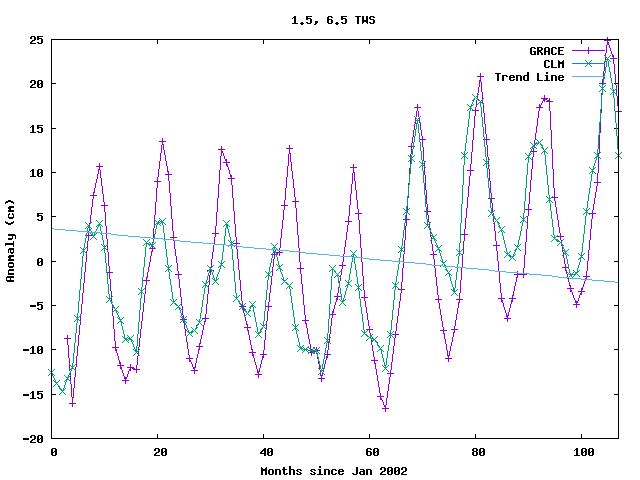 1.5, 6.5 TWS
GRACE
CLM
Trend Line
25
20
15
10
5
0
-5
-10
-15
-20
Anomaly (cm)
0 20 40 60 80 100
Months since Jan 2002